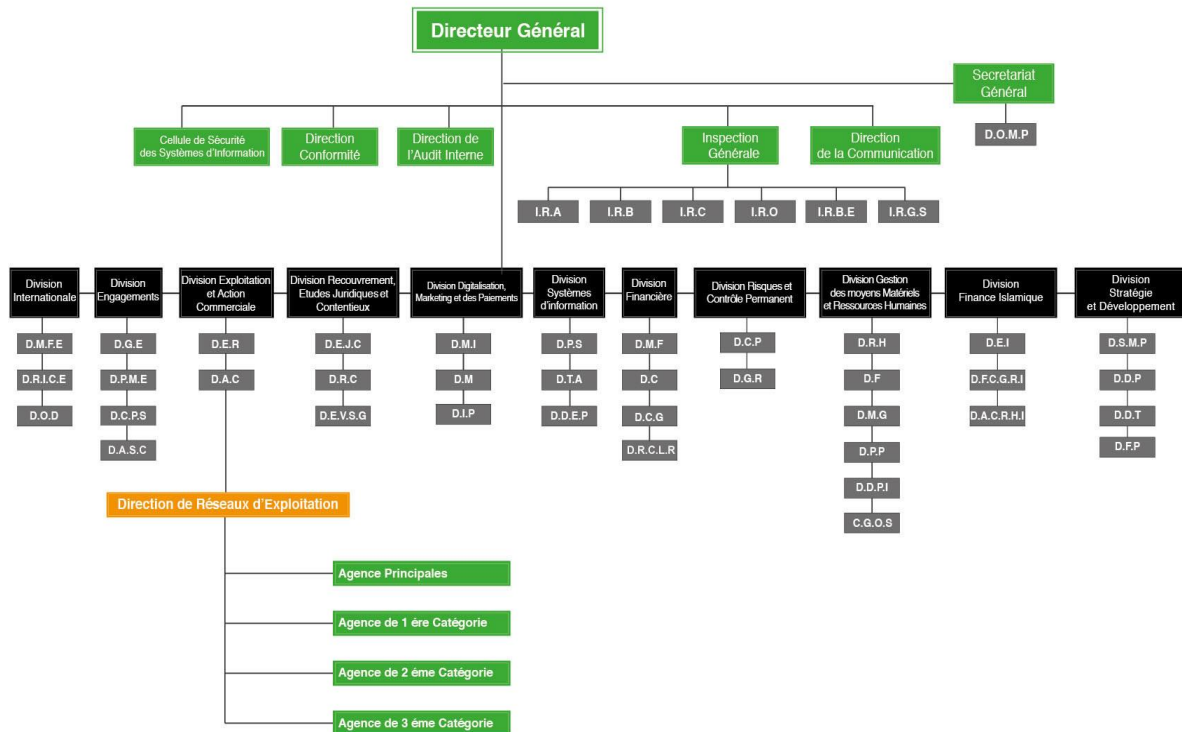 Directeur Général
Secretariat
Général
D.O.M.P
Cellule de Sécurité
des Systèmes d'Information
Direction
Conformité
Direction de
l'Audit Interne
Inspection
Générale
Direction
de la Communication
I.R.A
I.R.B
I.R.C
I.R.O
I.R.B.E
I.R.G.S
Division
Internationale
D.M.F.E
D.R.I.C.E
D.O.D
Division
Engagements
D.G.E
D.P.M.E
D.C.P.S
D.A.S.C
Division Exploitation
et Action
Commerciale
D.E.R
D.A.C
Division Recouvrement,
Etudes Juridiques et
Contentieux
D.E.J.C
D.R.C
D.E.V.S.G
Division Digitalisation,
Marketing et des Paiements
D.M.I
D.M
D.I.P
Division
Systèmes
d'information
D.P.S
D.T.A
D.D.E.P
Division
Financière
D.M.F
D.C
D.C.G
D.R.C.L.R
Division Risques et
Contrôle Permanent
D.C.P
D.G.R
Division Gestion
des moyens Matériels
et Ressources Humaines
D.R.H
D.F
D.M.G
D.P.P
D.D.P.I
C.G.O.S
Division
Finance Islamique
D.E.I
D.F.C.G.R.I
D.A.C.R.H.I
Division
Stratégie
et Développement
D.S.M.P
D.D.P
D.D.T
D.F.P
Direction de Réseaux d'Exploitation
Agence Principales
Agence de 1 ére Catégorie
Agence de 2 éme Catégorie
Agence de 3 éme Catégorie